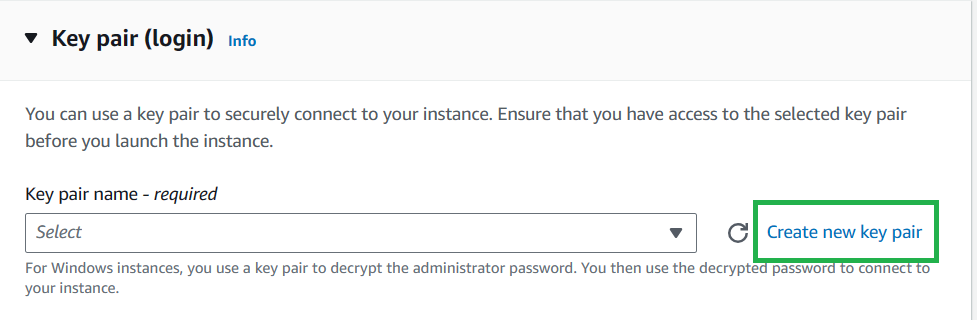 Key pair (login) Info
You can use a key pair to securely connect to your instance. Ensure that you have access to the selected key pair
before you launch the instance.
Key pair name - required
Select
Create new key pair
For Windows instances, you use a key pair to decrypt the administrator password. You then use the decrypted password to connect to
your instance.